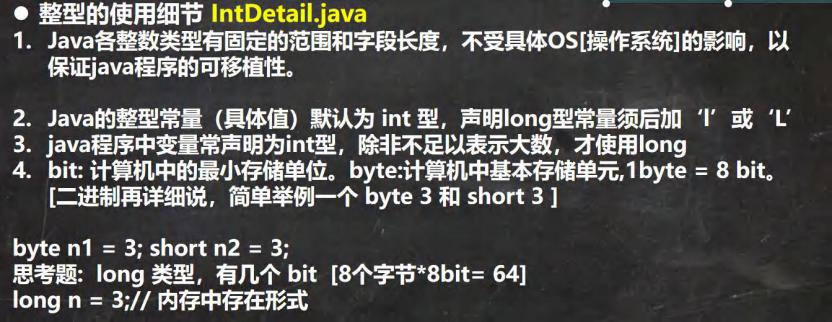 ● 整型的使用细节 IntDetail.java
1. Java各整数类型有固定的范围和字段长度，不受具体OS[操作系统]的影响，以
保证java程序的可移植性。
2. Java的整型常量（具体值）默认为 int 型，声明long型常量须后加‘l’或‘L’
3. java程序中变量常声明为int型，除非不足以表示大数，才使用long
4. bit: 计算机中的最小存储单位。byte:计算机中基本存储单元,1byte = 8 bit。
[二进制再详细说，简单举例一个 byte 3 和 short 3 ]
byte n1 = 3; short n2 = 3;
思考题: long 类型，有几个 bit [8个字节*8bit= 64]
long n = 3;// 内存中存在形式